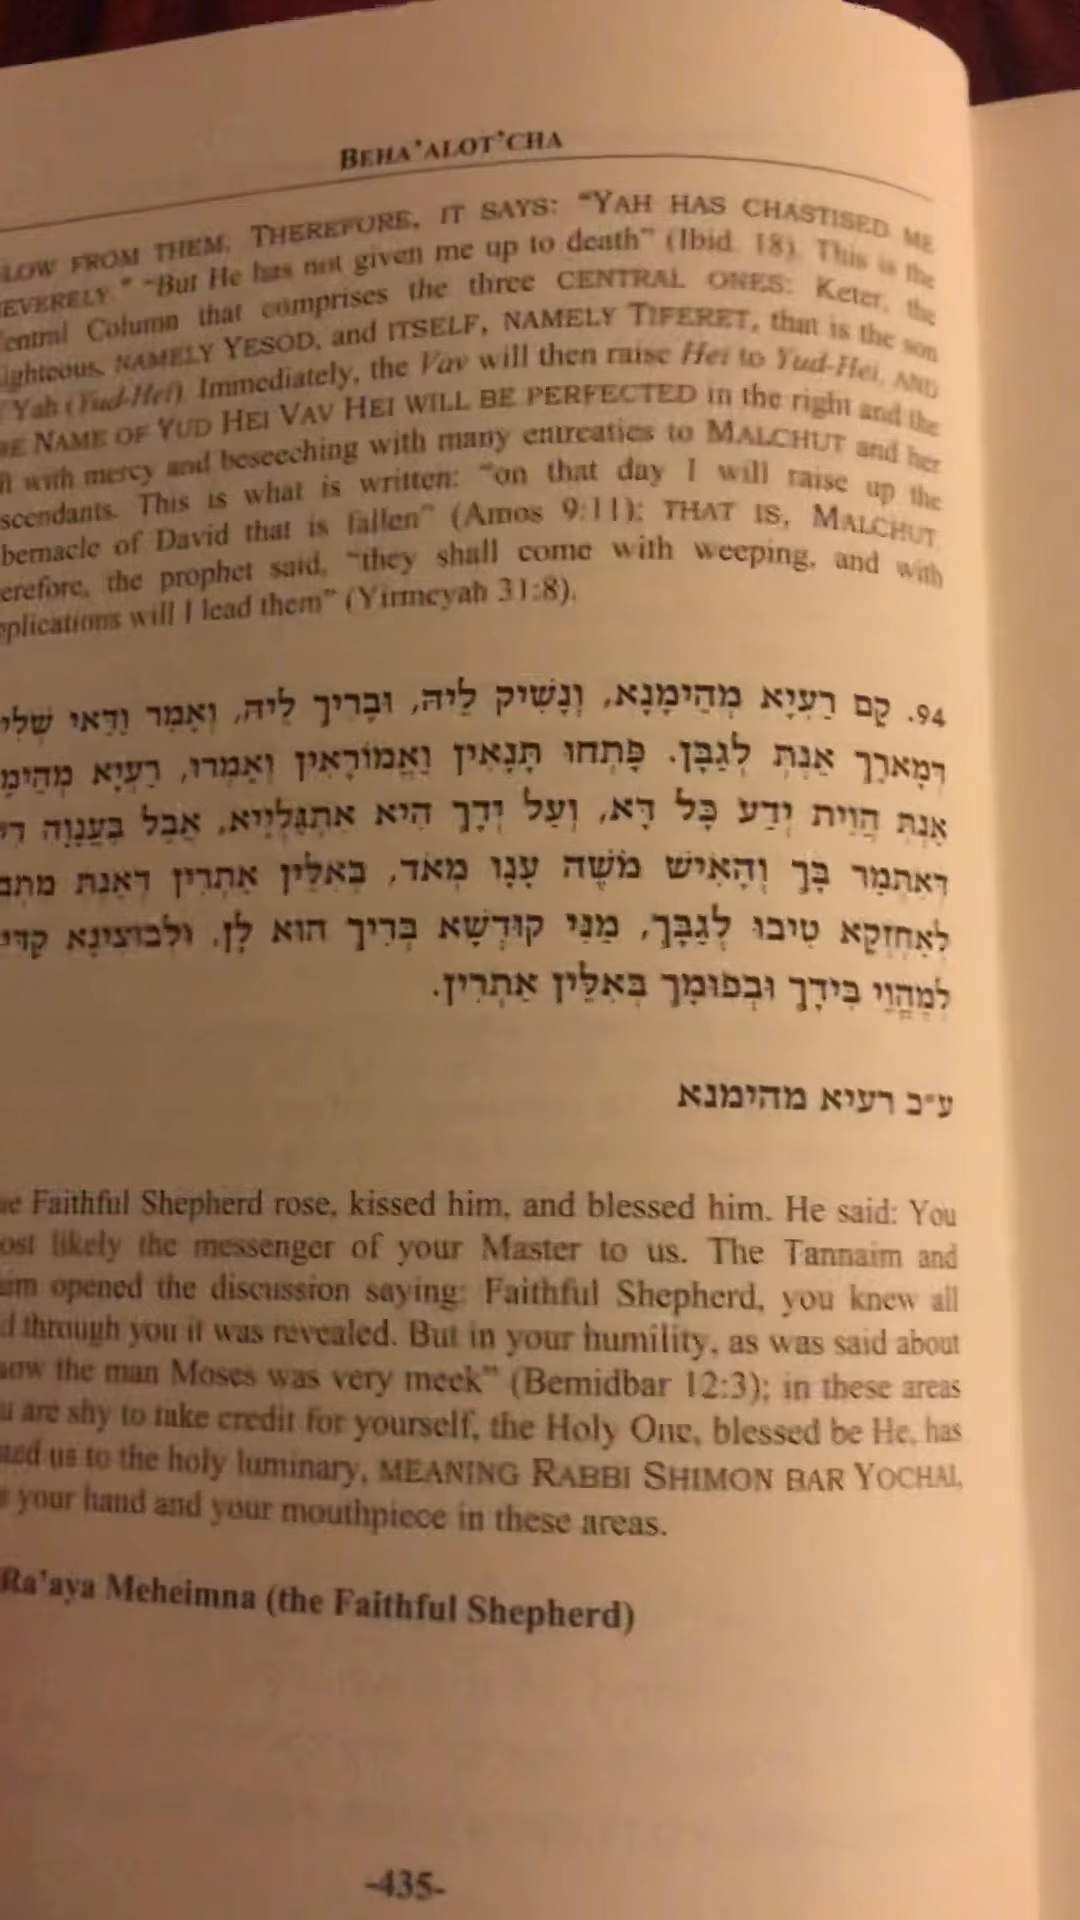 BEHA'ALOT'CHA
FROM THEM. THEREFORE, IT SAYS: "YAH HAS CHASTISED ME
"But He has not given me up to death" (Ibid. 18). This is the
Column that comprises the three CENTRAL ONES: Keter, the
NAMELY YESOD, and ITSELF, NAMELY TIFERET, that is the son
Yah (Yud-Hei). Immediately, the Vav will then raise Hei to Yud-Hei, AND
NAME OF YUD HEI VAV HEI WILL BE PERFECTED in the right and the
with mercy and beseeching with many entreaties to MALCHUT and her
This is what is written: "on that day I will raise up the
of David that is fallen" (Amos 9:11); THAT IS, MALCHUT.
the prophet said, "they shall come with weeping, and with
will I lead them" (Yirmeyah 31:8).
94. קָם רַעְיָא מְהֵימָנָא, וְנָשִׁיק לֵיהּ, וּבָרִיךְ לֵיהּ, וְאָמַר וַדַּאי
דְּמָארָךְ אַנְתְּ לְגַבָּן. פָּתְחוּ תַּנָּאִין וַאֲמוֹרָאִין וְאָמְרוּ, רַעְיָא
אַנְתְּ הֲוֵית יְדַע כָּל דָּא, וְעַל יְדָךְ הִיא אִתְגַּלְיָיא, אֲבָל בַּעֲנָוָה
דְּאִתְּמַר בָּךְ וְהָאִישׁ מֹשֶׁה עָנָו מְאֹד, בְּאִלֵּין אַתְרִין דְּאַנְתְּ
לְאַחְזְקָא טִיבוּ לְגַבָּךְ, מַנֵּי קוּדְשָׁא בְּרִיךְ הוּא לָן, וּלְבוּצִינָא
לְמֶהֱוֵי בִּידָךְ וּבְפוּמָךְ בְּאִלֵּין אַתְרִין.
ע"כ רעיא מהימנא
Faithful Shepherd rose, kissed him, and blessed him. He said: You
likely the messenger of your Master to us. The Tannaim and
opened the discussion saying: Faithful Shepherd, you knew all
through you it was revealed. But in your humility, as was said about
the man Moses was very meek" (Bemidbar 12:3); in these areas
are shy to take credit for yourself, the Holy One, blessed be He, has
us to the holy luminary, MEANING RABBI SHIMON BAR YOCHAI,
your hand and your mouthpiece in these areas.
Ra'aya Meheimna (the Faithful Shepherd)
-435-